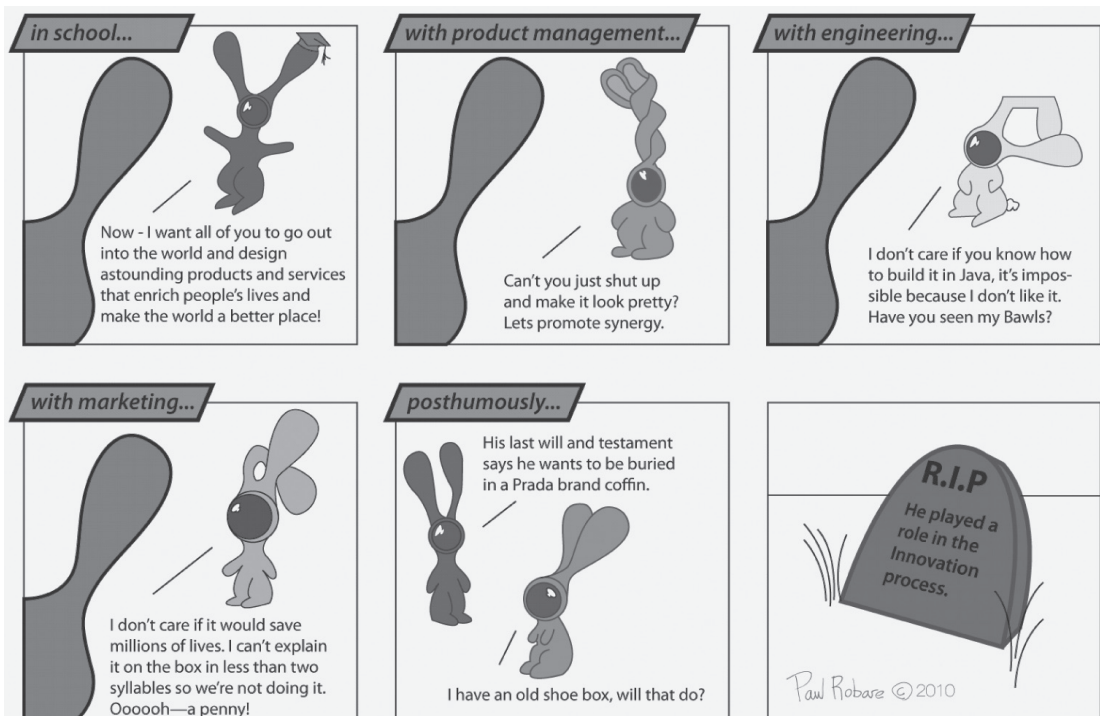 in school...
Now - I want all of you to go out
into the world and design
astounding products and services
that enrich people's lives and
make the world a better place!
with product management...
Can't you just shut up
and make it look pretty?
Lets promote synergy.
with engineering...
I don't care if you know how
to build it in Java, it's impos-
sible because I don't like it.
Have you seen my Bawls?
with marketing...
I don't care if it would save
millions of lives. I can't explain
it on the box in less than two
syllables so we're not doing it.
Oooooh—a penny!
posthumously...
His last will and testament
says he wants to be buried
in a Prada brand coffin.
I have an old shoe box, will that do?
R.I.P
He played a
role in the
Innovation
process.
Paul Robare © 2010